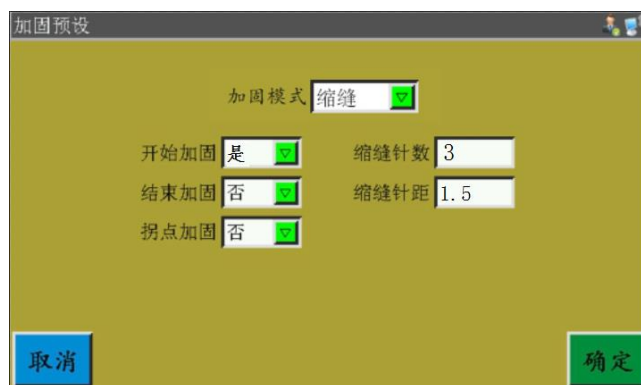 加固预设
加固模式 缩缝
开始加固 是 缩缝针数 3
结束加固 否 缩缝针距 1.5
拐点加固 否
取消 确定